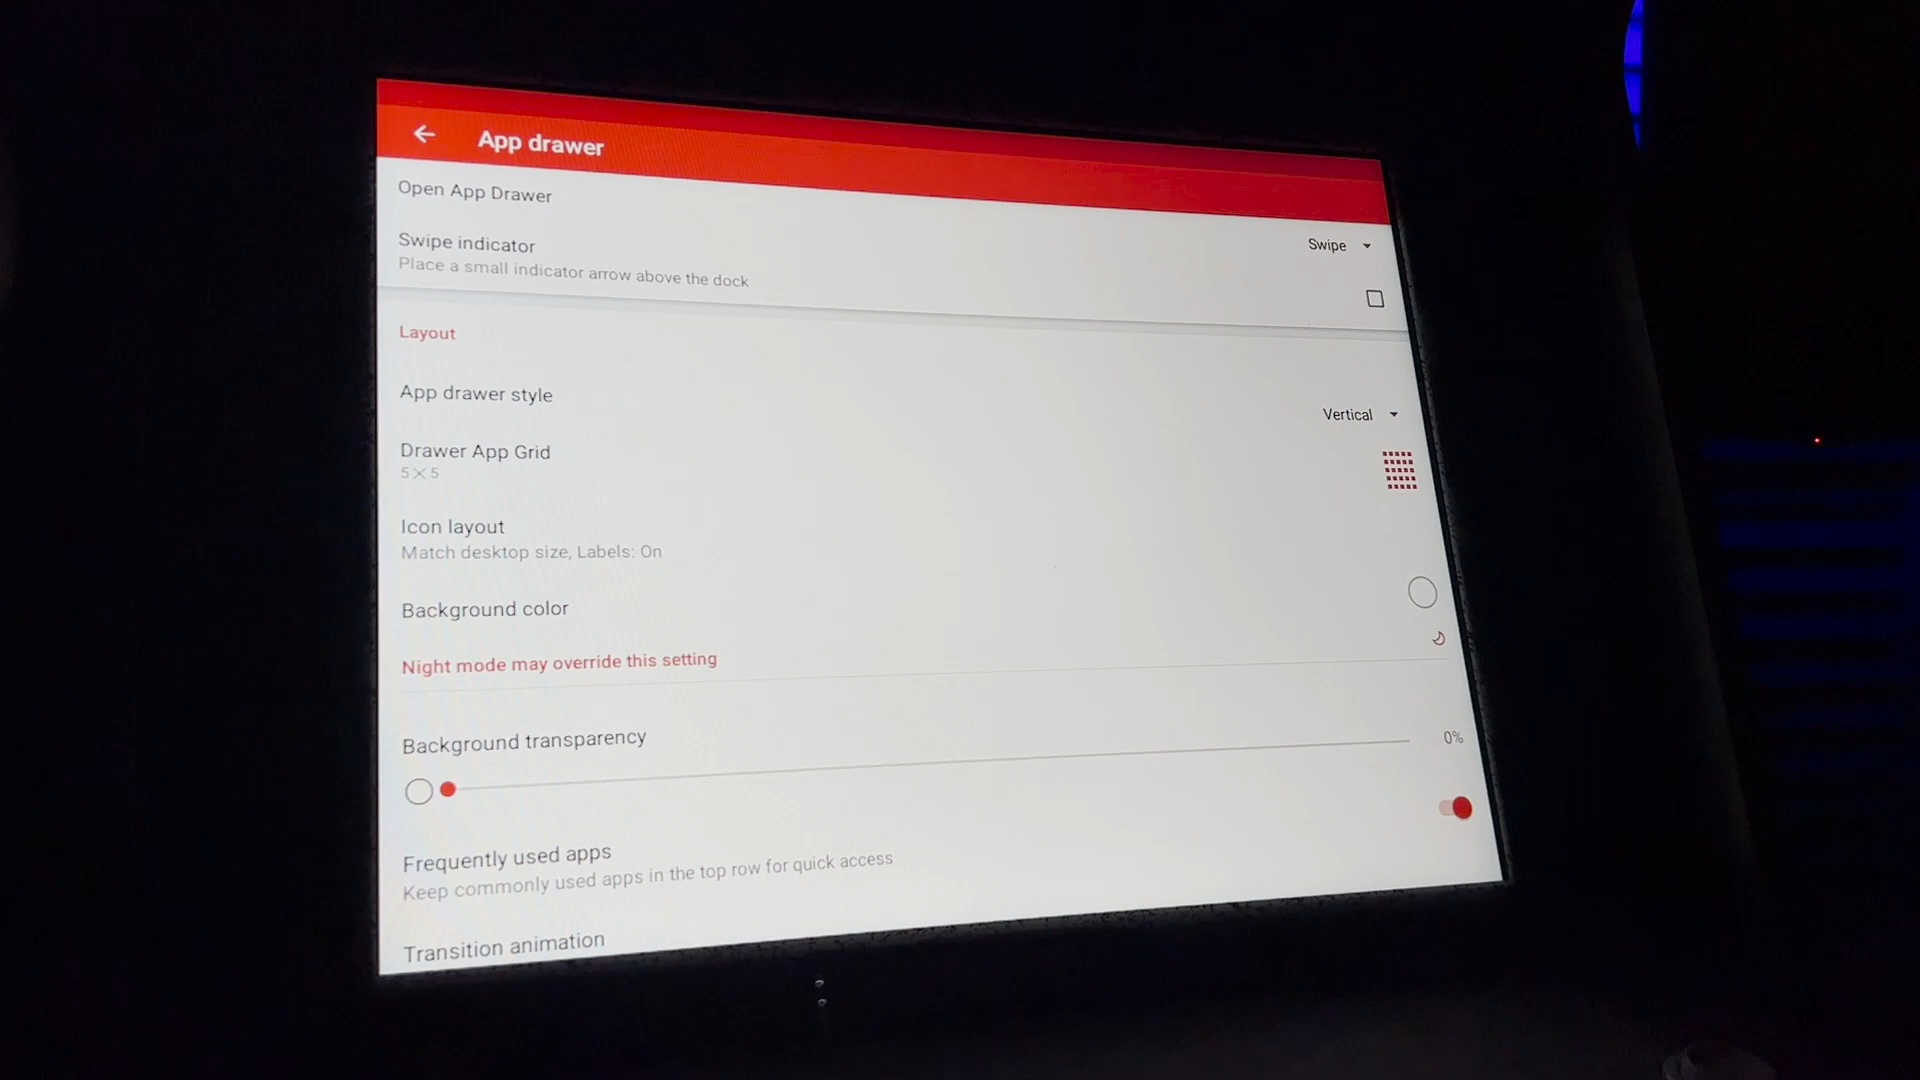 App drawer
Open App Drawer
Swipe
Swipe indicator
Place a small indicator arrow above the dock
Layout
App drawer style
Vertical
Drawer App Grid
5×5
Icon layout
Match desktop size, Labels: On
Background color
Night mode may override this setting
Background transparency
0%
Frequently used apps
Keep commonly used apps in the top row for quick access
Transition animation